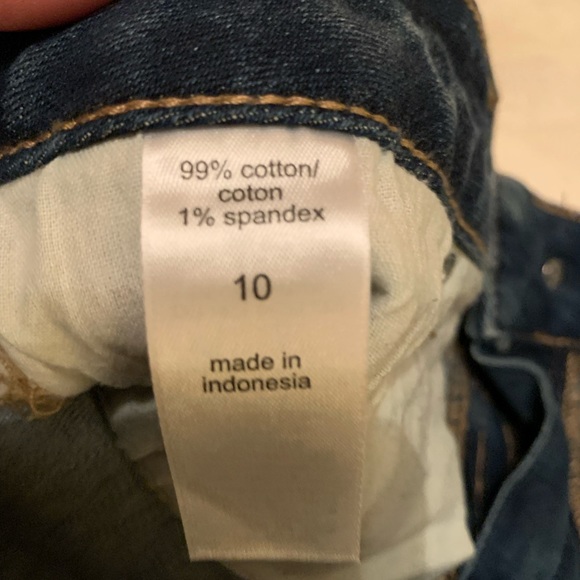 99% cotton/
coton
1% spandex
10
made in
indonesia